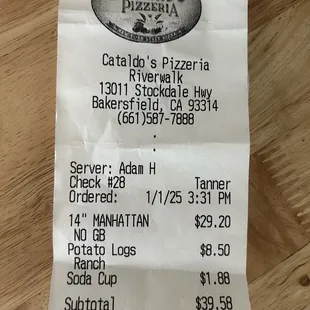 PIZZERIA
Cataldo's Pizzeria
Riverwalk
13011 Stockdale Hwy
Bakersfield, CA 93314
(661)587-7888
.
.
Server: Adam H
Check #28 Tanner
Ordered: 1/1/25 3:31 PM
14" MANHATTAN $29.20
NO GB
Potato Logs $8.50
Ranch
Soda Cup $1.88
Subtotal $39.58